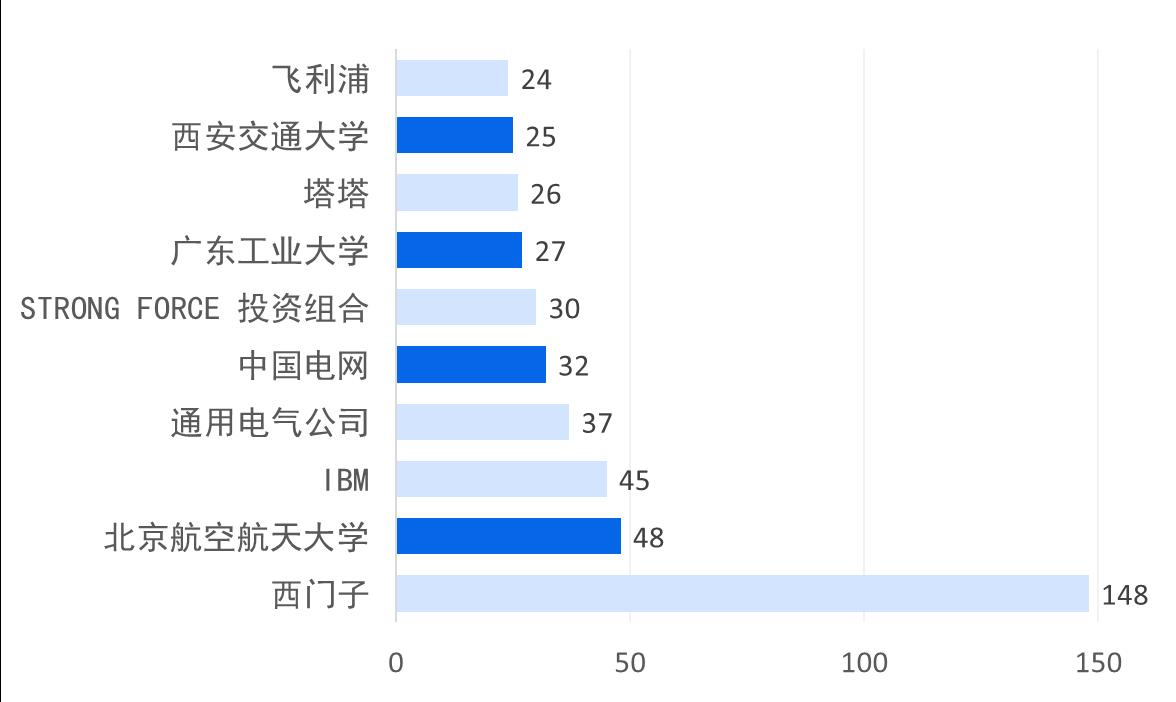 飞利浦 24
西安交通大学 25
塔塔 26
广东工业大学 27
STRONG FORCE 投资组合 30
中国电网 32
通用电气公司 37
IBM 45
北京航空航天大学 48
西门子 148
0 50 100 150